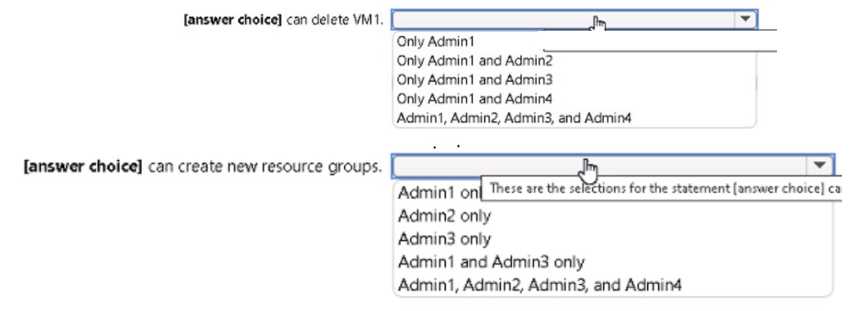 [answer choice] can delete VM1.
Only Admin1
Only Admin1 and Admin2
Only Admin1 and Admin3
Only Admin1 and Admin4
Admin1, Admin2, Admin3, and Admin4
[answer choice] can create new resource groups.
These are the selections for the statement [answer choice] ca
Admin1 onl
Admin2 only
Admin3 only
Admin1 and Admin3 only
Admin1, Admin2, Admin3, and Admin4